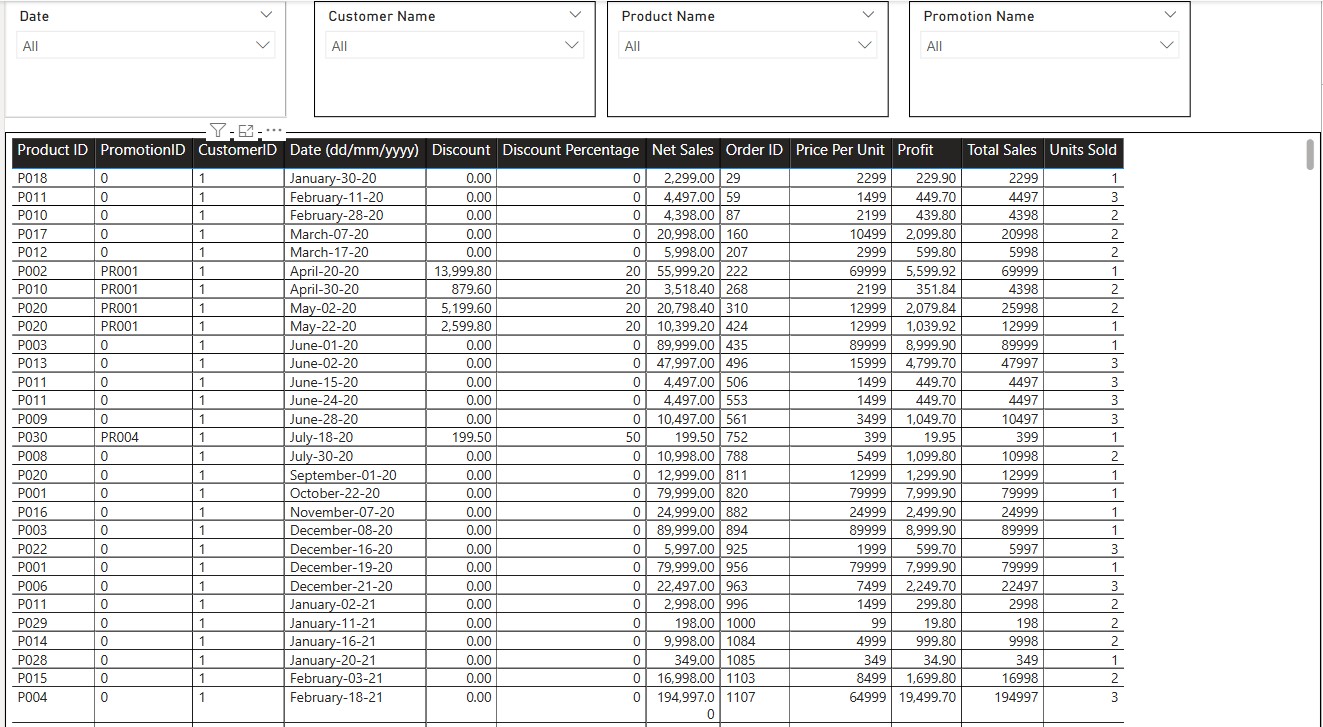 Date Customer Name Product Name Promotion Name
All All All All
Product ID PromotionID CustomerID Date (dd/mm/yyyy) Discount Discount Percentage Net Sales Order ID Price Per Unit Profit Total Sales Units Sold
P018 0 1 January-30-20 0.00 0 2,299.00 29 2299 229.90 2299 1
P011 0 1 February-11-20 0.00 0 4,497.00 59 1499 449.70 4497 3
P010 0 1 February-28-20 0.00 0 4,398.00 87 2199 439.80 4398 2
P017 0 1 March-07-20 0.00 0 20,998.00 160 10499 2,099.80 20998 2
P012 0 1 March-17-20 0.00 0 5,998.00 207 2999 599.80 5998 2
P002 PR001 1 April-20-20 13,999.80 20 55,999.20 222 69999 5,599.92 69999 1
P010 PR001 1 April-30-20 879.60 20 3,518.40 268 2199 351.84 4398 2
P020 PR001 1 May-02-20 5,199.60 20 20,798.40 310 12999 2,079.84 25998 2
P020 PR001 1 May-22-20 2,599.80 20 10,399.20 424 12999 1,039.92 12999 1
P003 0 1 June-01-20 0.00 0 89,999.00 435 89999 8,999.90 89999 1
P013 0 1 June-02-20 0.00 0 47,997.00 496 15999 4,799.70 47997 3
P011 0 1 June-15-20 0.00 0 4,497.00 506 1499 449.70 4497 3
P011 0 1 June-24-20 0.00 0 4,497.00 553 1499 449.70 4497 3
P009 0 1 June-28-20 0.00 0 10,497.00 561 3499 1,049.70 10497 3
P030 PR004 1 July-18-20 199.50 50 199.50 752 399 19.95 399 1
P008 0 1 July-30-20 0.00 0 10,998.00 788 5499 1,099.80 10998 2
P020 0 1 September-01-20 0.00 0 12,999.00 811 12999 1,299.90 12999 1
P001 0 1 October-22-20 0.00 0 79,999.00 820 79999 7,999.90 79999 1
P016 0 1 November-07-20 0.00 0 24,999.00 882 24999 2,499.90 24999 1
P003 0 1 December-08-20 0.00 0 89,999.00 894 89999 8,999.90 89999 1
P022 0 1 December-16-20 0.00 0 5,997.00 925 1999 599.70 5997 3
P001 0 1 December-19-20 0.00 0 79,999.00 956 79999 7,999.90 79999 1
P006 0 1 December-21-20 0.00 0 22,497.00 963 7499 2,249.70 22497 3
P011 0 1 January-02-21 0.00 0 2,998.00 996 1499 299.80 2998 2
P029 0 1 January-11-21 0.00 0 198.00 1000 99 19.80 198 2
P014 0 1 January-16-21 0.00 0 9,998.00 1084 4999 999.80 9998 2
P028 0 1 January-20-21 0.00 0 349.00 1085 349 34.90 349 1
P015 0 1 February-03-21 0.00 0 16,998.00 1103 8499 1,699.80 16998 2
P004 0 1 February-18-21 0.00 0 194,997.0 1107 64999 19,499.70 194997 3
0